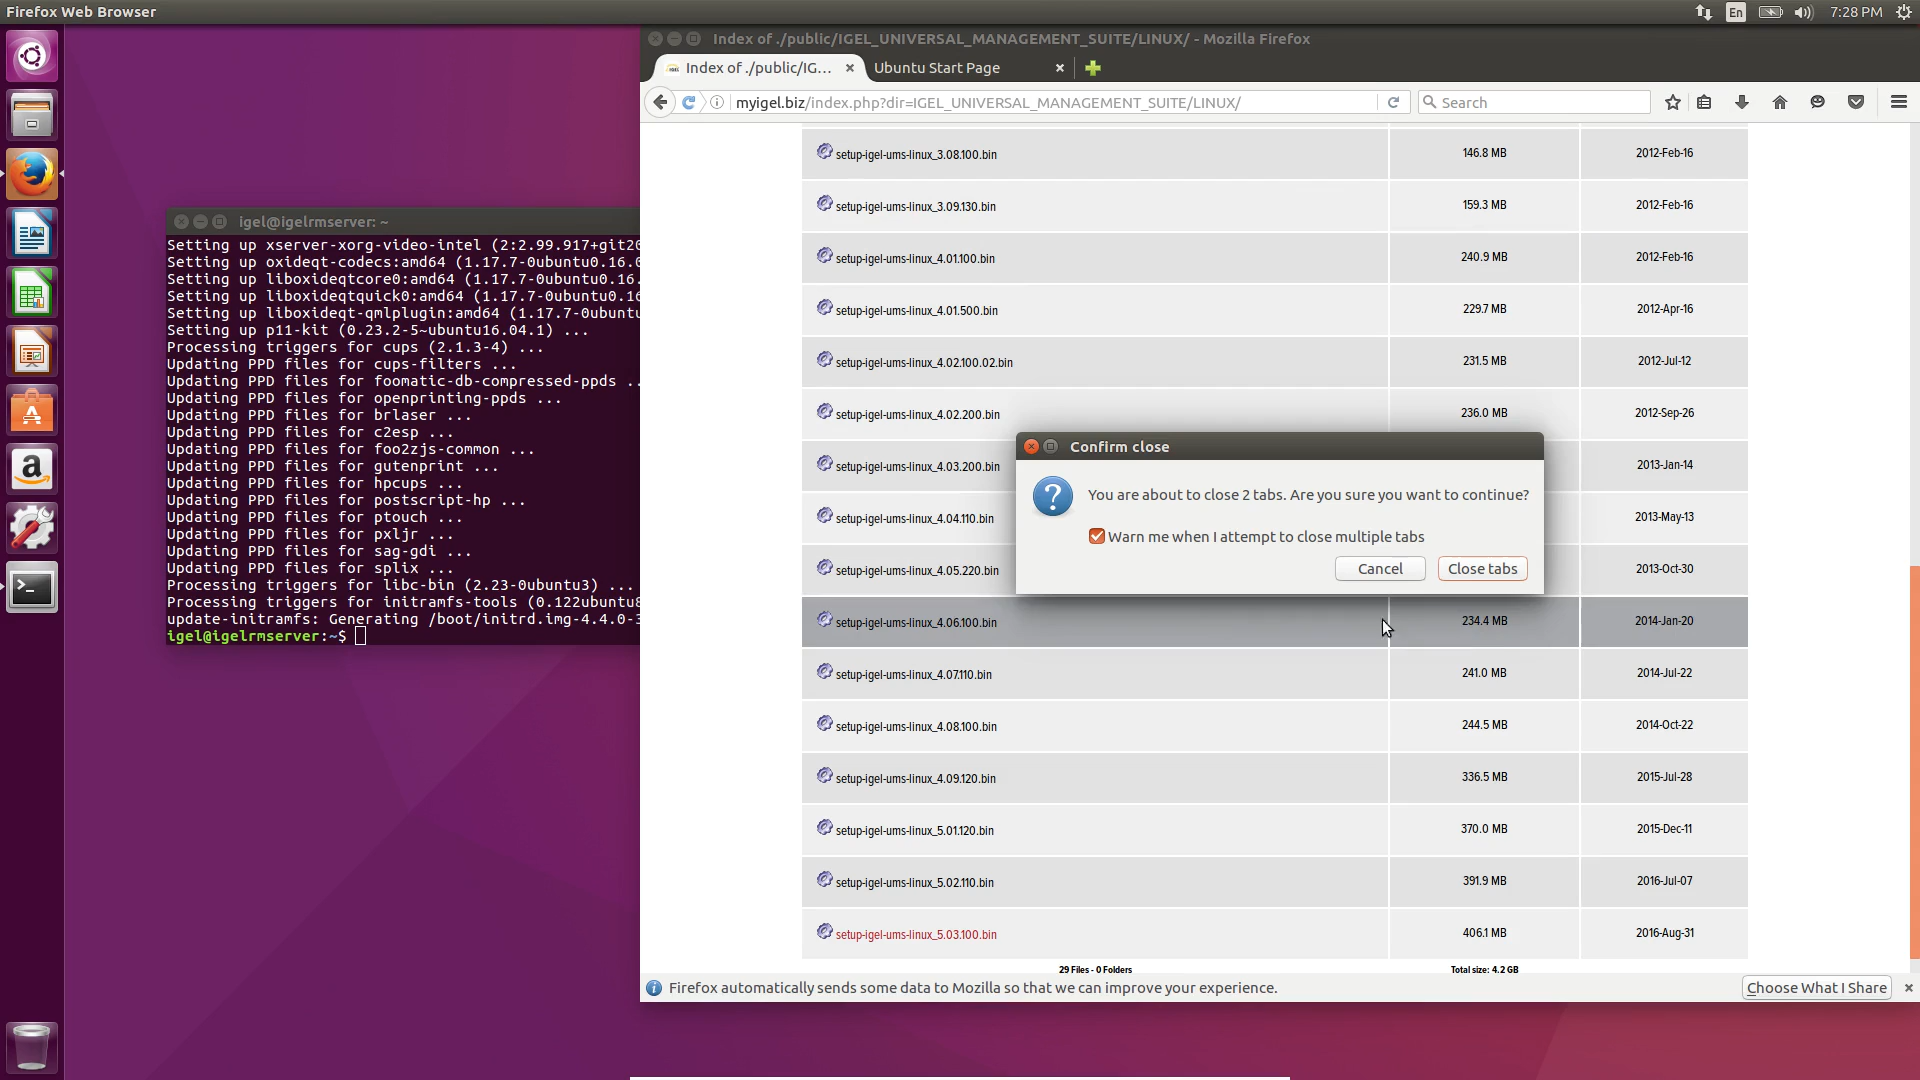 Firefox Web Browser
En
7:28 PM
Index of ./public/IGEL_UNIVERSAL_MANAGEMENT_SUITE/LINUX/ - Mozilla Firefox
Index of ./public/IG...
Ubuntu Start Page
myigel.biz/index.php?dir=IGEL_UNIVERSAL_MANAGEMENT_SUITE/LINUX/
Search
igel@igelrmserver: ~
Setting up xserver-xorg-video-intel (2:2.99.917+git20
Setting up oxideqt-codecs:amd64 (1.17.7-0ubuntu0.16.0
Setting up liboxideqtcore0:amd64 (1.17.7-0ubuntu0.16.
Setting up liboxideqtquick0:amd64 (1.17.7-0ubuntu0.16
Setting up liboxideqt-qmlplugin:amd64 (1.17.7-0ubuntu
Setting up p11-kit (0.23.2-5~ubuntu16.04.1) ...
Processing triggers for cups (2.1.3-4) ...
Updating PPD files for cups-filters ...
Updating PPD files for foomatic-db-compressed-ppds ..
Updating PPD files for openprinting-ppds ...
Updating PPD files for brlaser ...
Updating PPD files for c2esp ...
Updating PPD files for foo2zjs-common ...
Updating PPD files for gutenprint ...
Updating PPD files for hpcups ...
Updating PPD files for postscript-hp ...
Updating PPD files for ptouch ...
Updating PPD files for pxljr ...
Updating PPD files for sag-gdi ...
Updating PPD files for splix ...
Processing triggers for libc-bin (2.23-0ubuntu3) ...
Processing triggers for initramfs-tools (0.122ubuntu8
update-initramfs: Generating /boot/initrd.img-4.4.0-3
igel@igelrmserver:~$
setup-igel-ums-linux_3.08.100.bin 146.8 MB 2012-Feb-16
setup-igel-ums-linux_3.09.130.bin 159.3 MB 2012-Feb-16
setup-igel-ums-linux_4.01.100.bin 240.9 MB 2012-Feb-16
setup-igel-ums-linux_4.01.500.bin 229.7 MB 2012-Apr-16
setup-igel-ums-linux_4.02.100.02.bin 231.5 MB 2012-Jul-12
setup-igel-ums-linux_4.02.200.bin 236.0 MB 2012-Sep-26
setup-igel-ums-linux_4.03.200.bin 2013-Jan-14
setup-igel-ums-linux_4.04.110.bin 2013-May-13
setup-igel-ums-linux_4.05.220.bin 2013-Oct-30
setup-igel-ums-linux_4.06.100.bin 234.4 MB 2014-Jan-20
setup-igel-ums-linux_4.07.110.bin 241.0 MB 2014-Jul-22
setup-igel-ums-linux_4.08.100.bin 244.5 MB 2014-Oct-22
setup-igel-ums-linux_4.09.120.bin 336.5 MB 2015-Jul-28
setup-igel-ums-linux_5.01.120.bin 370.0 MB 2015-Dec-11
setup-igel-ums-linux_5.02.110.bin 391.9 MB 2016-Jul-07
setup-igel-ums-linux_5.03.100.bin 406.1 MB 2016-Aug-31
29 Files - 0 Folders Total size: 4.2 GB
Confirm close
You are about to close 2 tabs. Are you sure you want to continue?
Warn me when I attempt to close multiple tabs
Cancel Close tabs
Firefox automatically sends some data to Mozilla so that we can improve your experience.
Choose What I Share